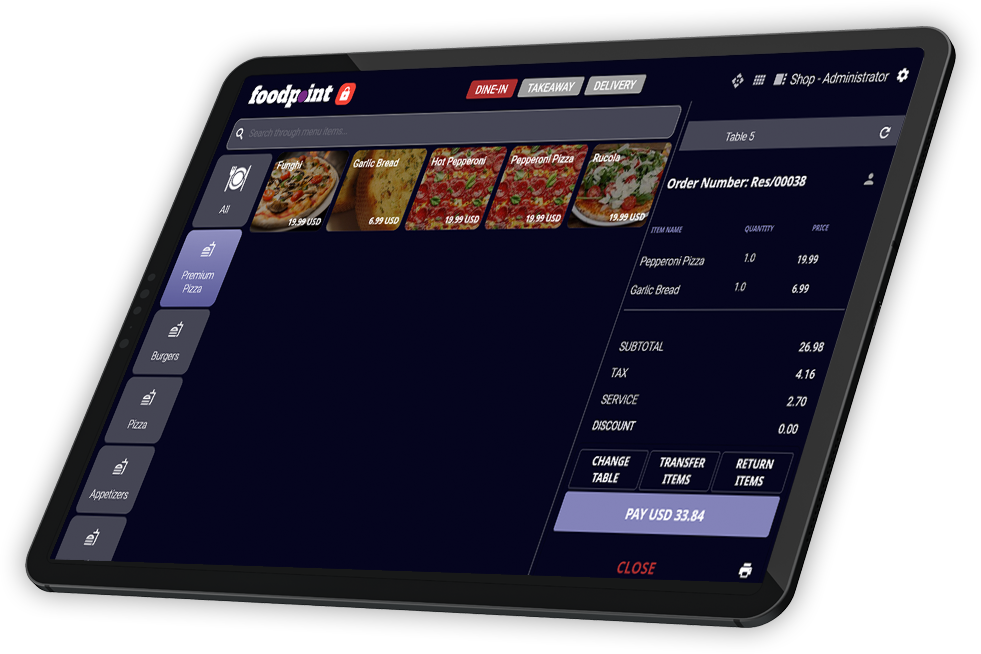 foodpoint
DINE-IN
TAKEAWAY
DELIVERY
Shop - Administrator
Search through menu items...
Table 5
All
Premium
Pizza
Burgers
Pizza
Appetizers
Funghi
19.99 USD
Garlic Bread
6.99 USD
Hot Pepperoni
19.99 USD
Pepperoni Pizza
19.99 USD
Rucola
19.99 USD
Order Number: Res/00038
ITEM NAME QUANTITY PRICE
Pepperoni Pizza 1.0 19.99
Garlic Bread 1.0 6.99
SUBTOTAL 26.98
TAX 4.16
SERVICE 2.70
DISCOUNT 0.00
CHANGE
TABLE
TRANSFER
ITEMS
RETURN
ITEMS
PAY USD 33.84
CLOSE